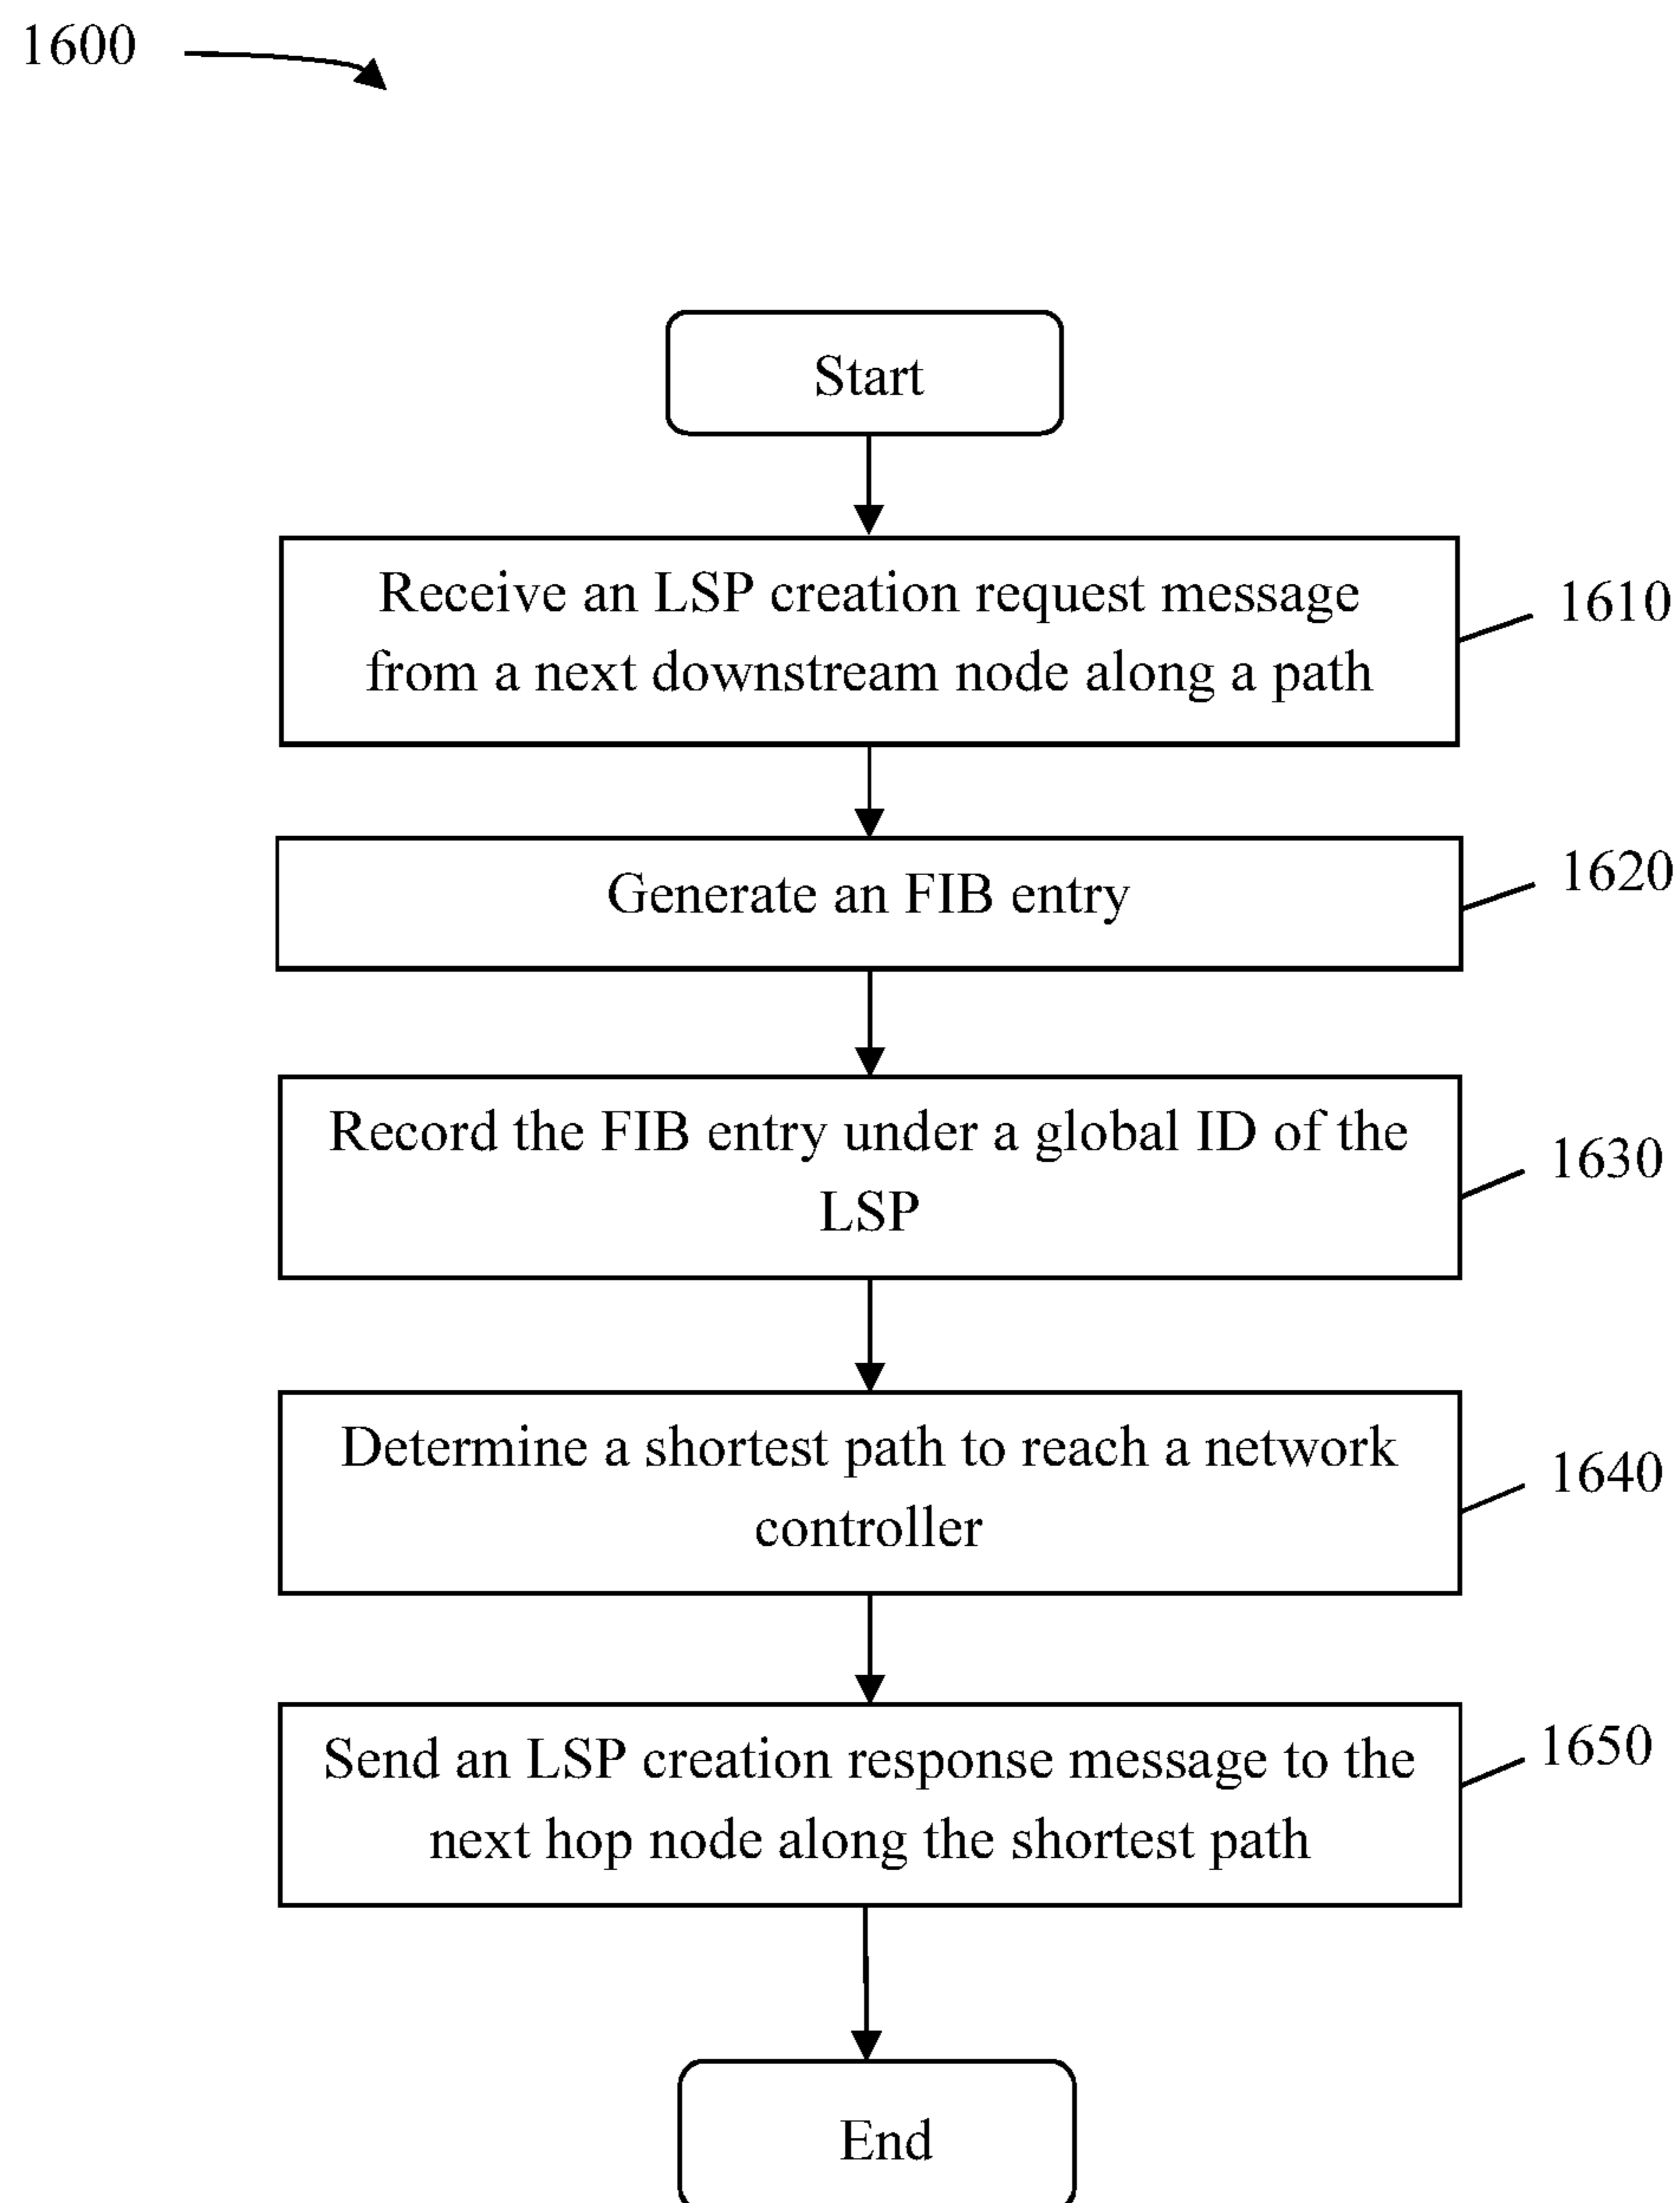 1600
Start
Receive an LSP creation request message
from a next downstream node along a path
1610
Generate an FIB entry
1620
Record the FIB entry under a global ID of the
LSP
1630
Determine a shortest path to reach a network
controller
1640
Send an LSP creation response message to the
next hop node along the shortest path
1650
End